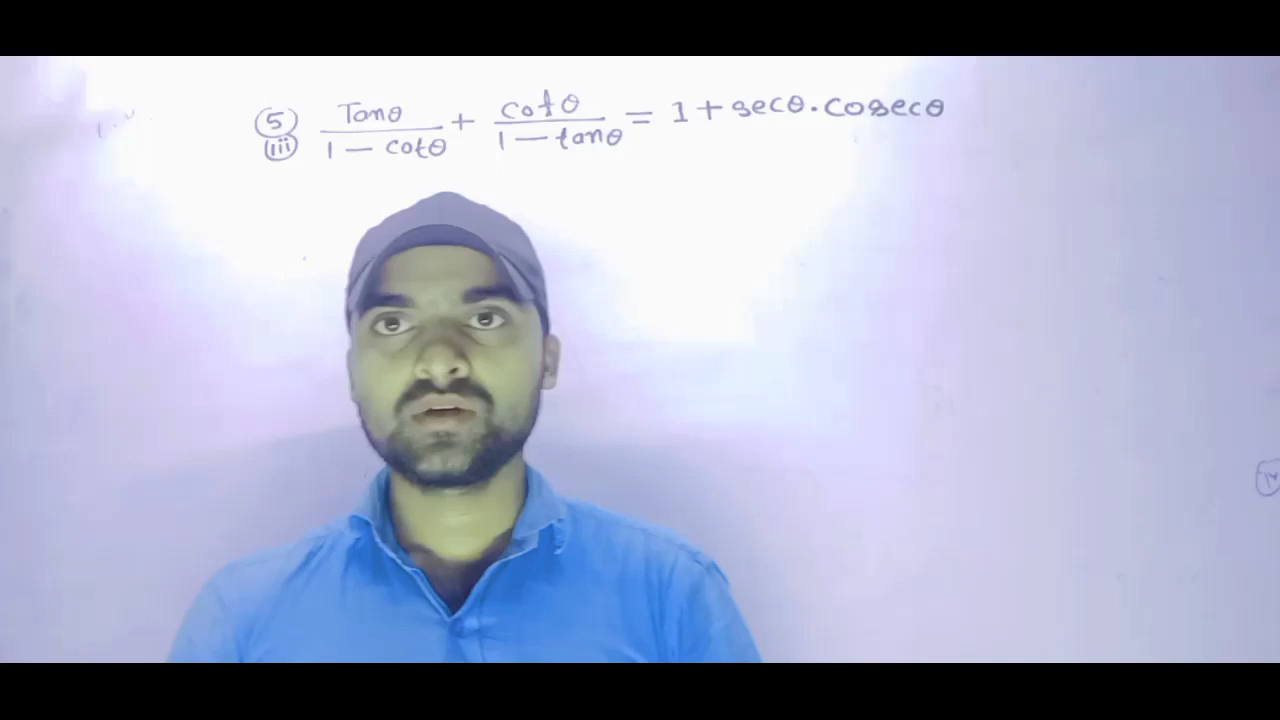 (5) Tanθ / 1 − cotθ + cotθ / 1 − tanθ = 1 + secθ . cosecθ
(iii)